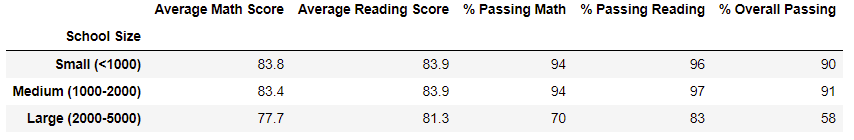 Average Math Score Average Reading Score % Passing Math % Passing Reading % Overall Passing
School Size
Small (<1000) 83.8 83.9 94 96 90
Medium (1000-2000) 83.4 83.9 94 97 91
Large (2000-5000) 77.7 81.3 70 83 58